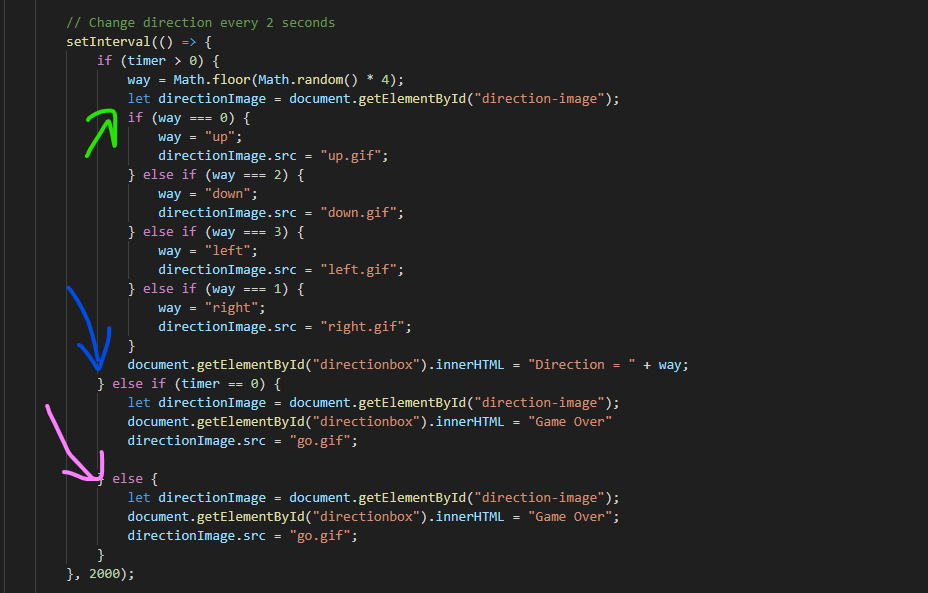 // Change direction every 2 seconds
setInterval(() => {
if (timer > 0) {
way = Math.floor(Math.random() * 4);
let directionImage = document.getElementById("direction-image");
if (way === 0) {
way = "up";
directionImage.src = "up.gif";
} else if (way === 2) {
way = "down";
directionImage.src = "down.gif";
} else if (way === 3) {
way = "left";
directionImage.src = "left.gif";
} else if (way === 1) {
way = "right";
directionImage.src = "right.gif";
}
document.getElementById("directionbox").innerHTML = "Direction = " + way;
} else if (timer == 0) {
let directionImage = document.getElementById("direction-image");
document.getElementById("directionbox").innerHTML = "Game Over"
directionImage.src = "go.gif";
} else {
let directionImage = document.getElementById("direction-image");
document.getElementById("directionbox").innerHTML = "Game Over";
directionImage.src = "go.gif";
}
}, 2000);